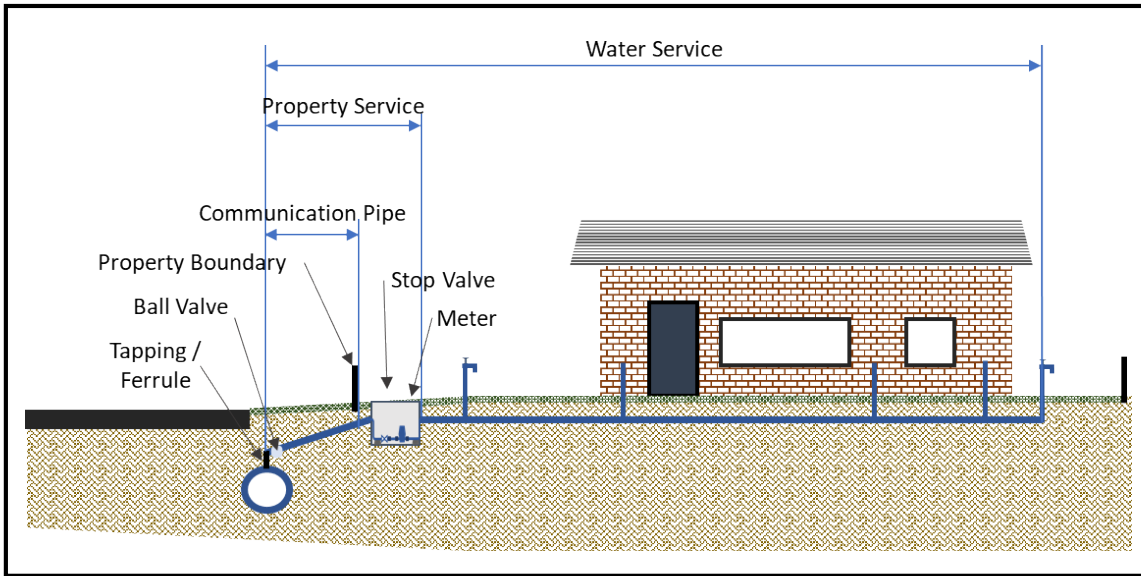 Water Service
Property Service
Communication Pipe
Property Boundary
Stop Valve
Ball Valve
Meter
Tapping /
Ferrule